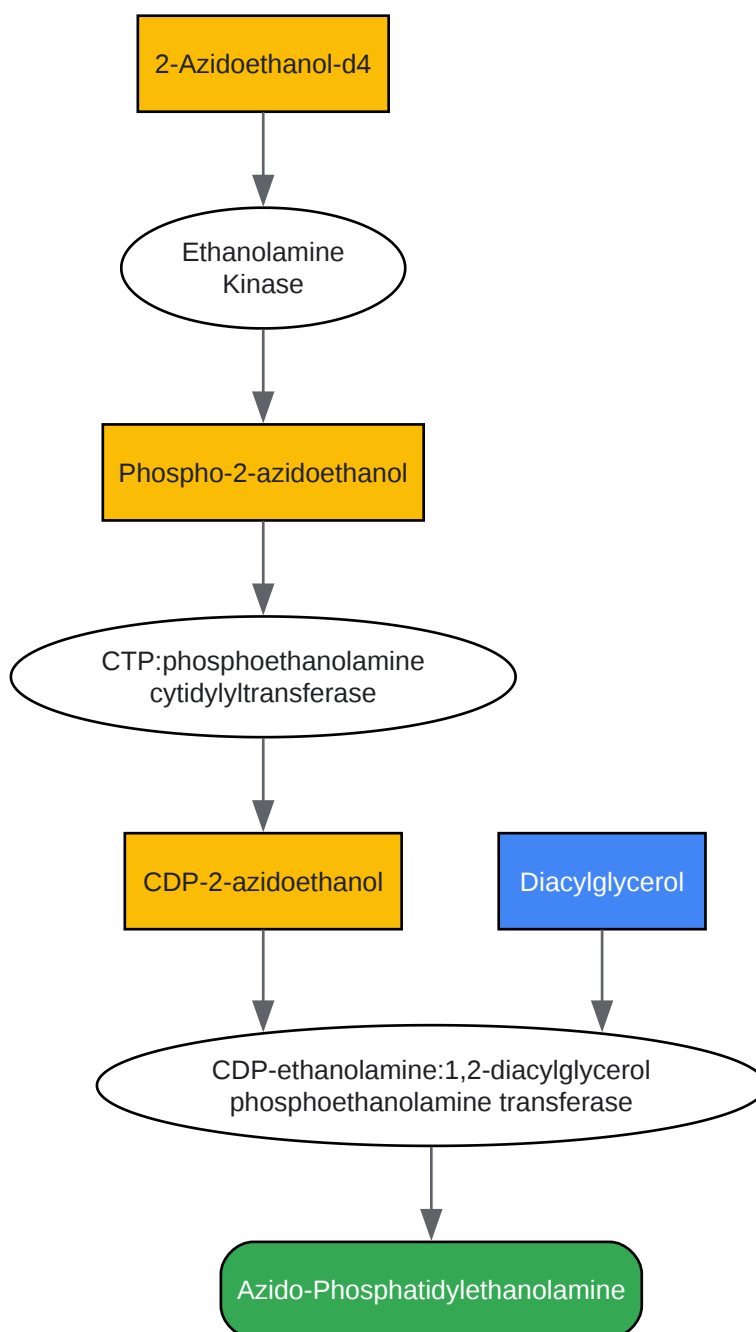 2-Azidoethanol-d4
Ethanolamine
Kinase
Phospho-2-azidoethanol
CTP:phosphoethanolamine
cytidylyltransferase
CDP-2-azidoethanol
Diacylglycerol
CDP-ethanolamine:1,2-diacylglycerol
phosphoethanolamine transferase
Azido-Phosphatidylethanolamine